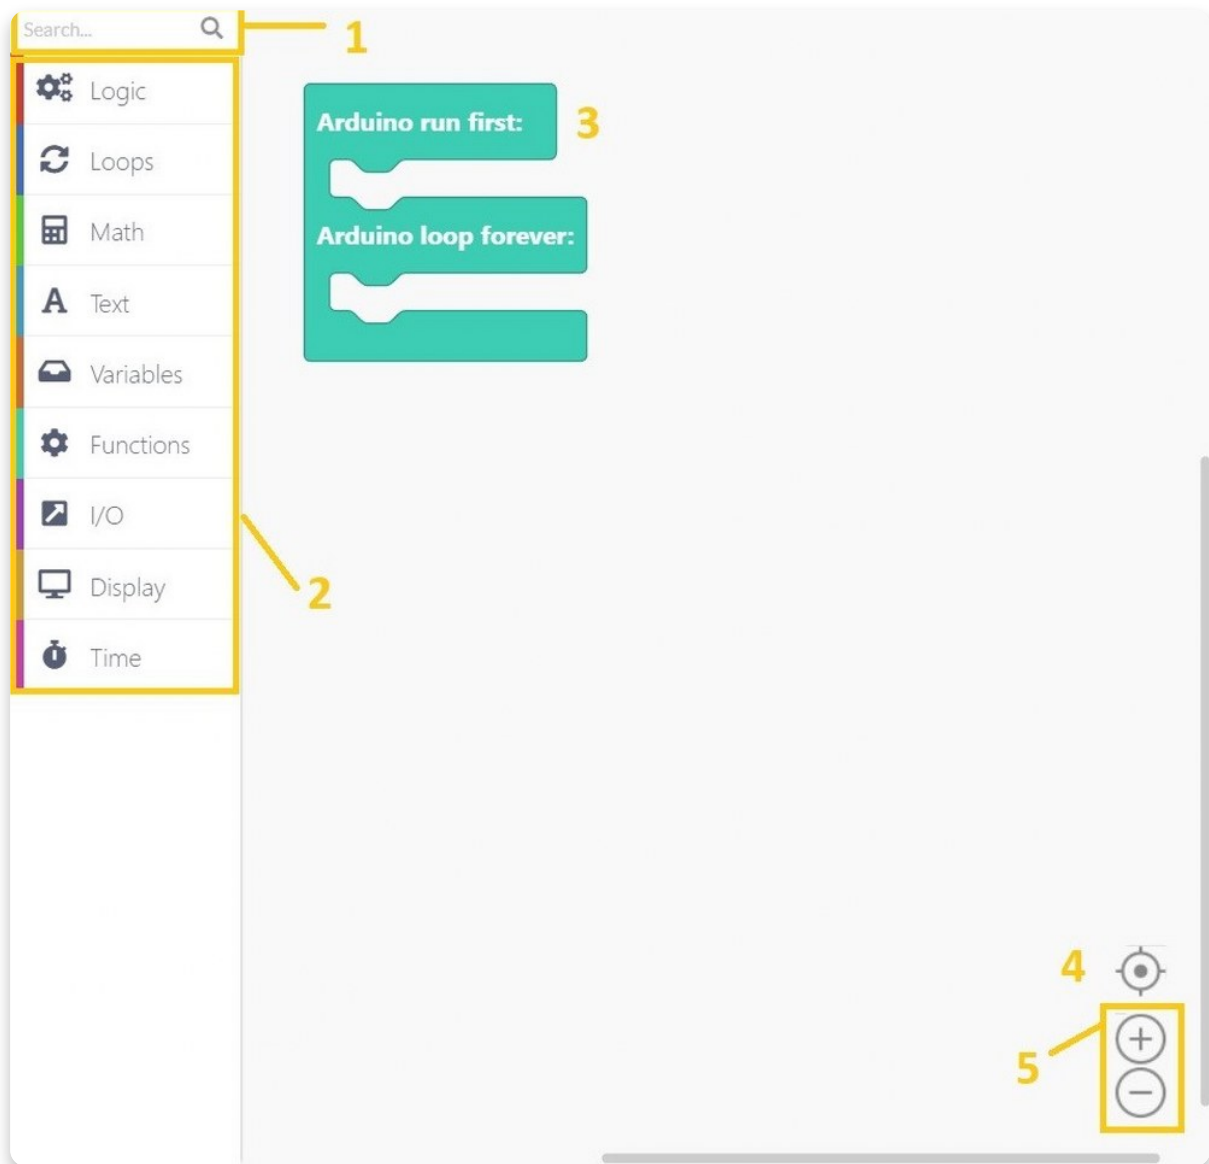 Search...
1
Logic
Arduino run first:
3
Loops
Math
Arduino loop forever:
Text
Variables
Functions
I/O
Display
2
Time
4
5